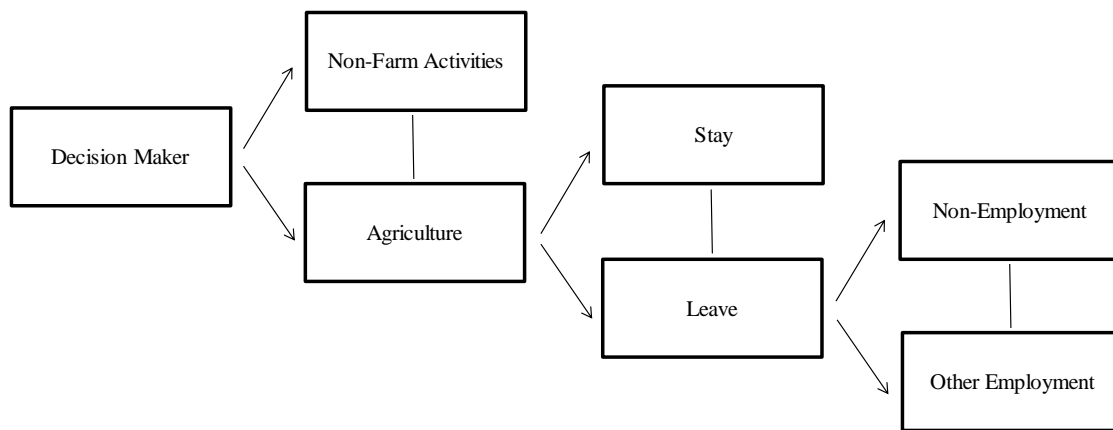 Non-Farm Activities
Decision Maker
Agriculture
Stay
Leave
Non-Employment
Other Employment